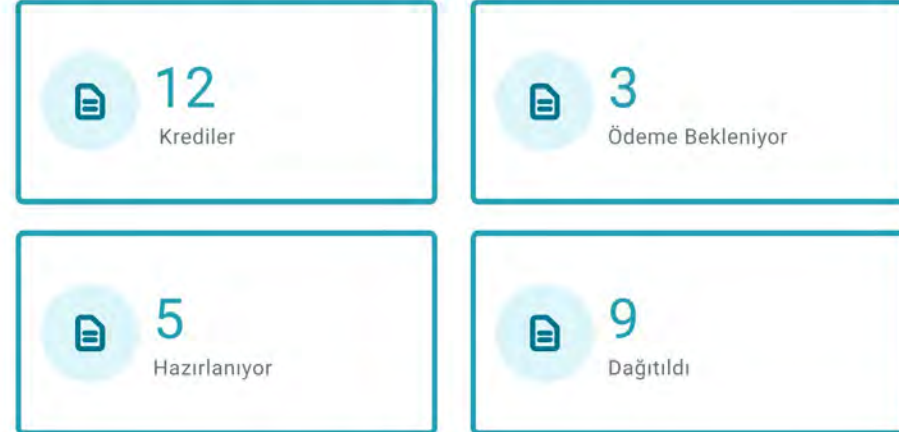 12
Krediler
3
Ödeme Bekleniyor
5
Hazırlanıyor
9
Dağıtıldı